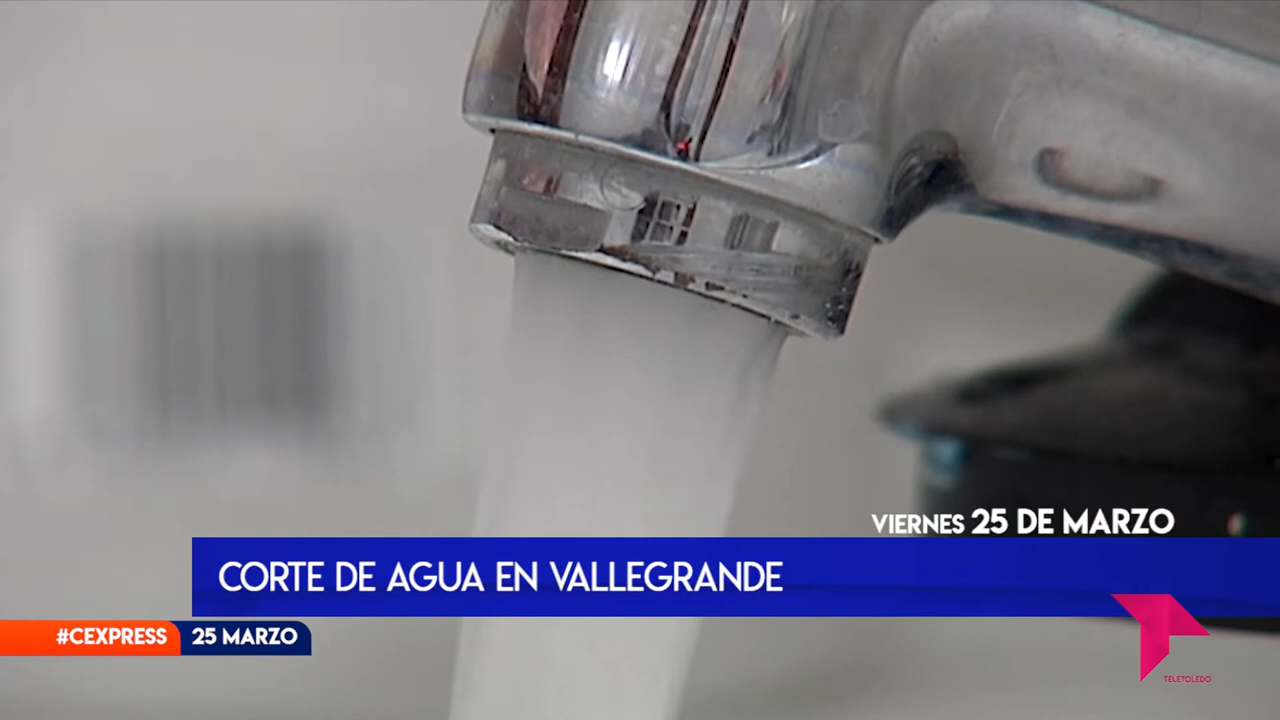 VIERNES 25 DE MARZO
CORTE DE AGUA EN VALLEGRANDE
#CEXPRESS 25 MARZO
TELETOLEDO